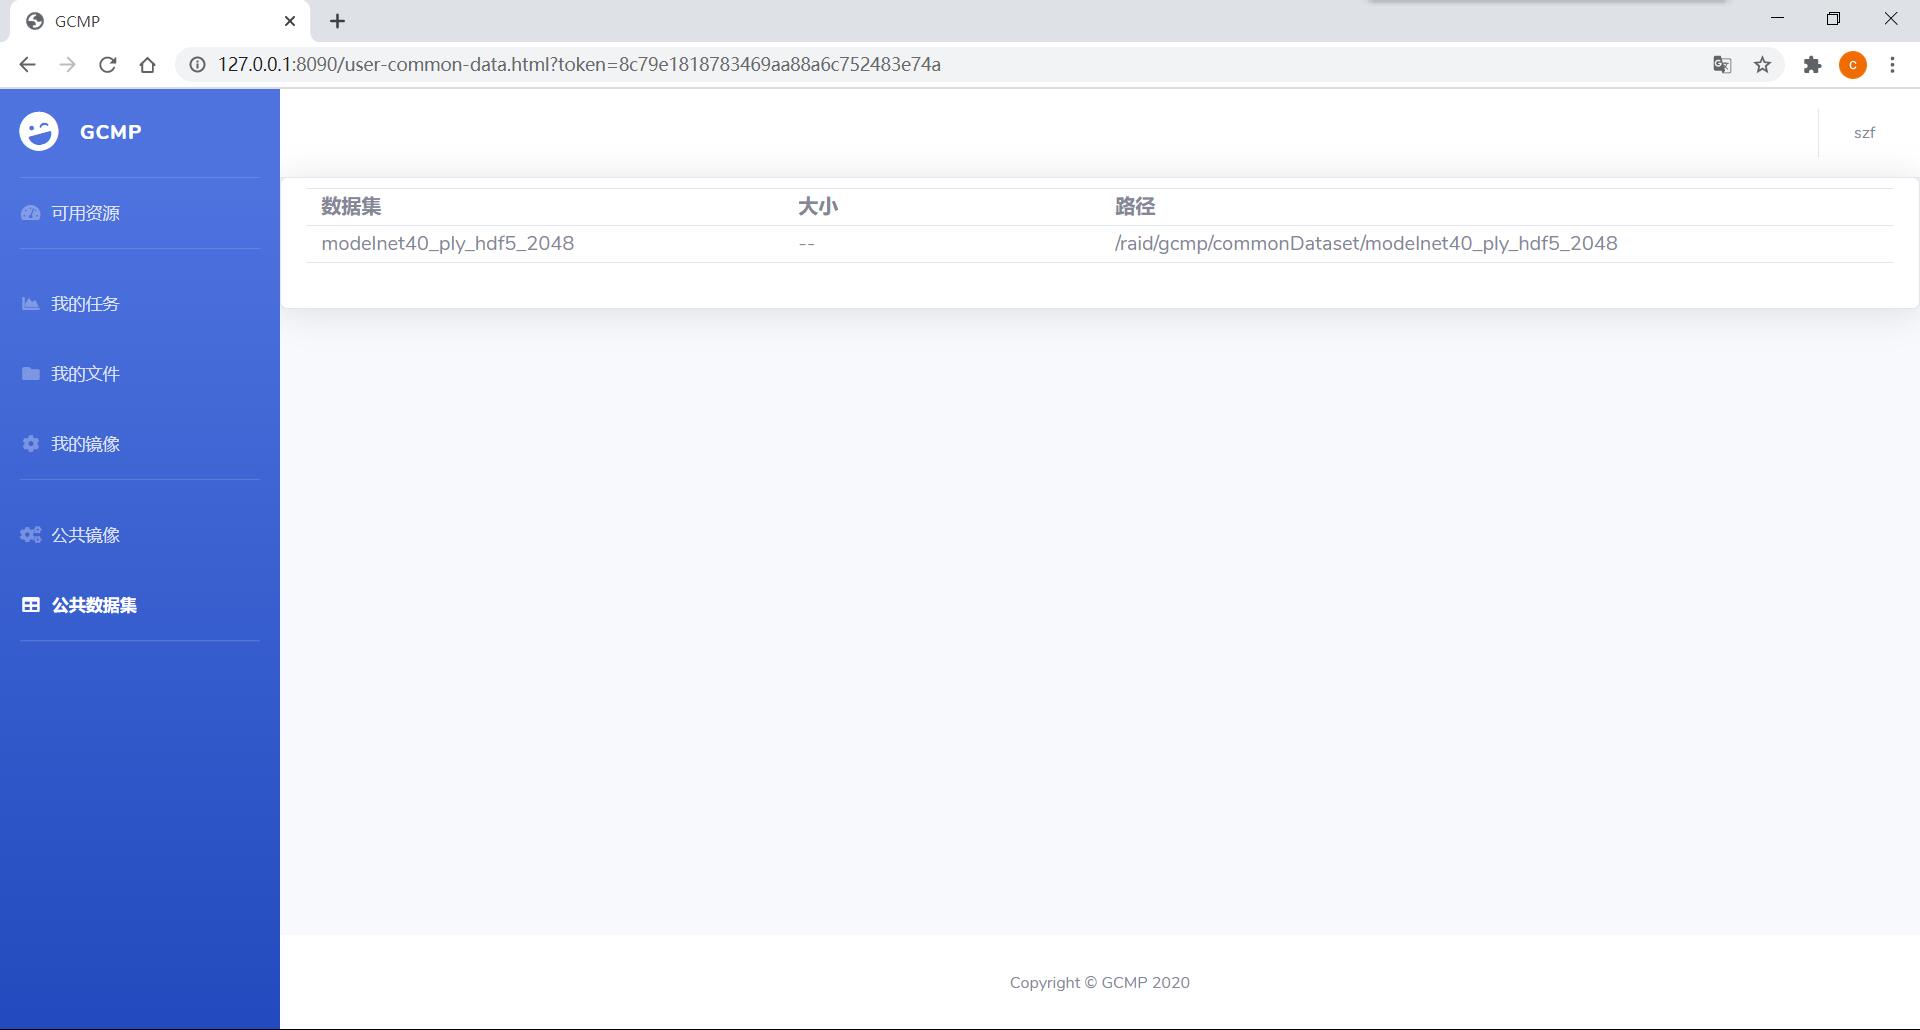 GCMP
127.0.0.1:8090/user-common-data.html?token=8c79e1818783469aa88a6c752483e74a
C
GCMP
szf
可用资源
我的任务
我的文件
我的镜像
公共镜像
公共数据集
数据集 大小 路径
modelnet40_ply_hdf5_2048 -- /raid/gcmp/commonDataset/modelnet40_ply_hdf5_2048
Copyright © GCMP 2020